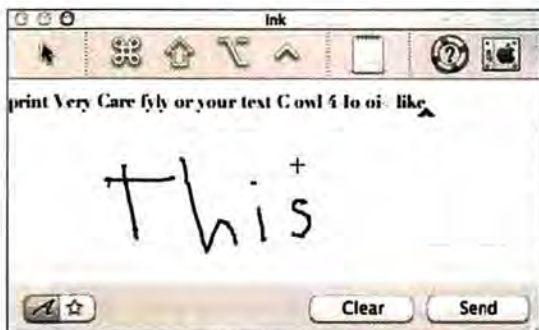 Ink
print Very Care fyly or your text C owl 4 lo oi like
This
Clear
Send